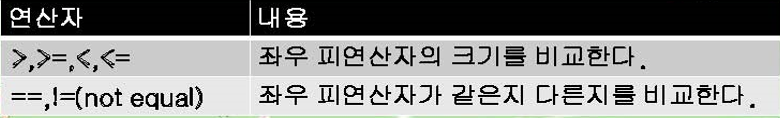 연산자 내용
>,>=,<,<= 좌우 피연산자의 크기를 비교한다.
==,!=(not equal) 좌우 피연산자가 같은지 다른지를 비교한다.